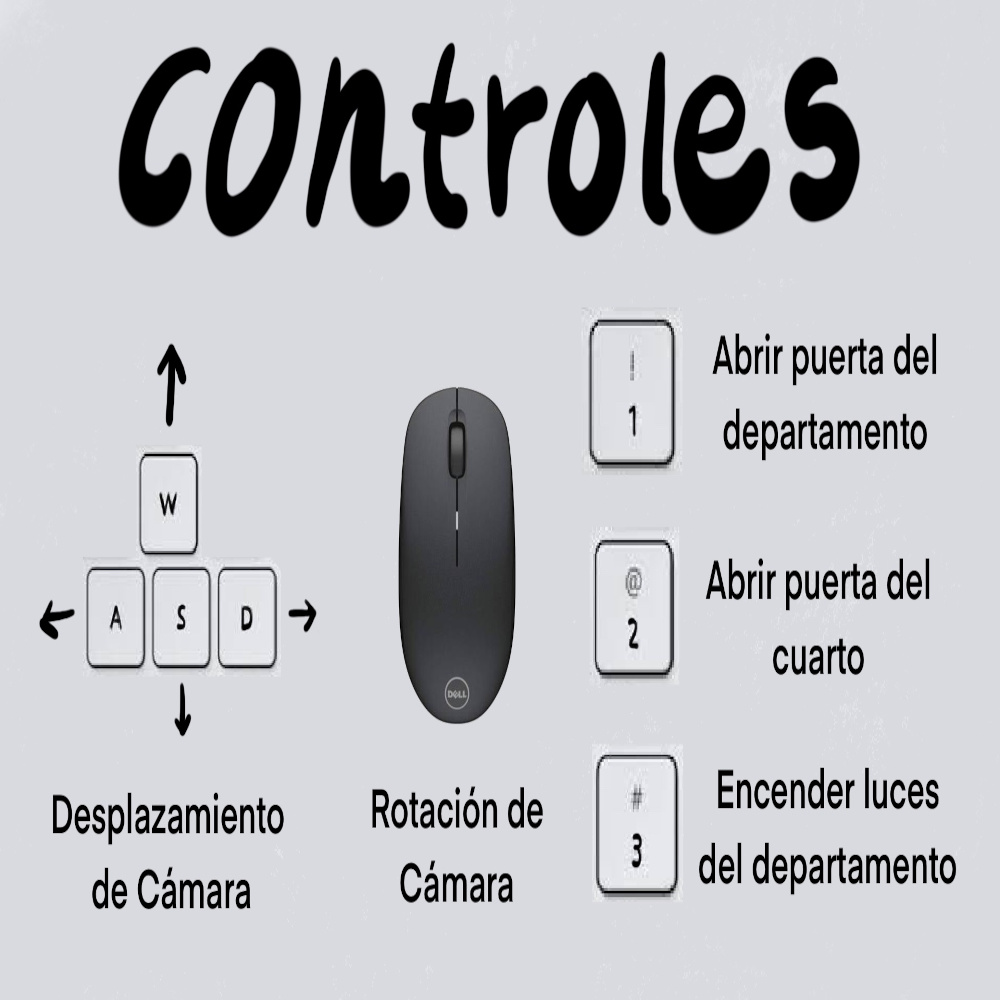 Controles
W
A S D
Desplazamiento
de Cámara
DELL
Rotación de
Cámara
!
1
Abrir puerta del
departamento
@
2
Abrir puerta del
cuarto
#
3
Encender luces
del departamento